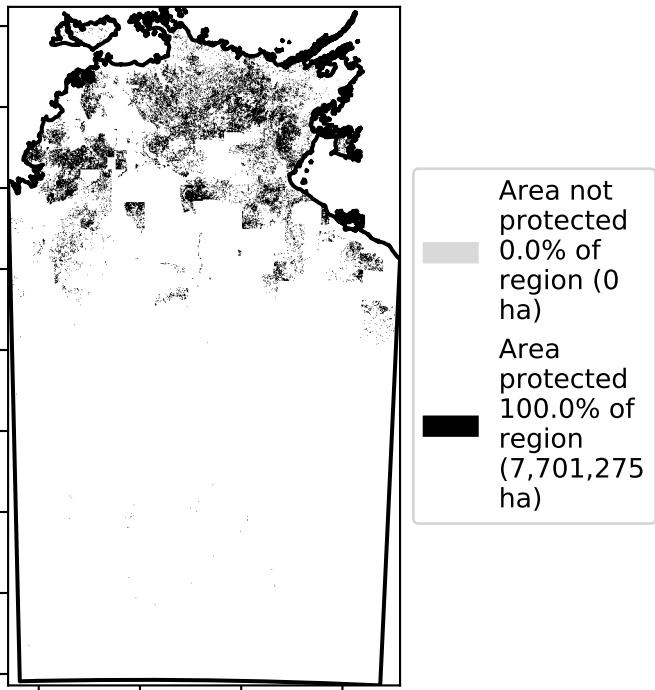 Area not
protected
0.0% of
region (0
ha)
Area
protected
100.0% of
region
(7,701,275
ha)